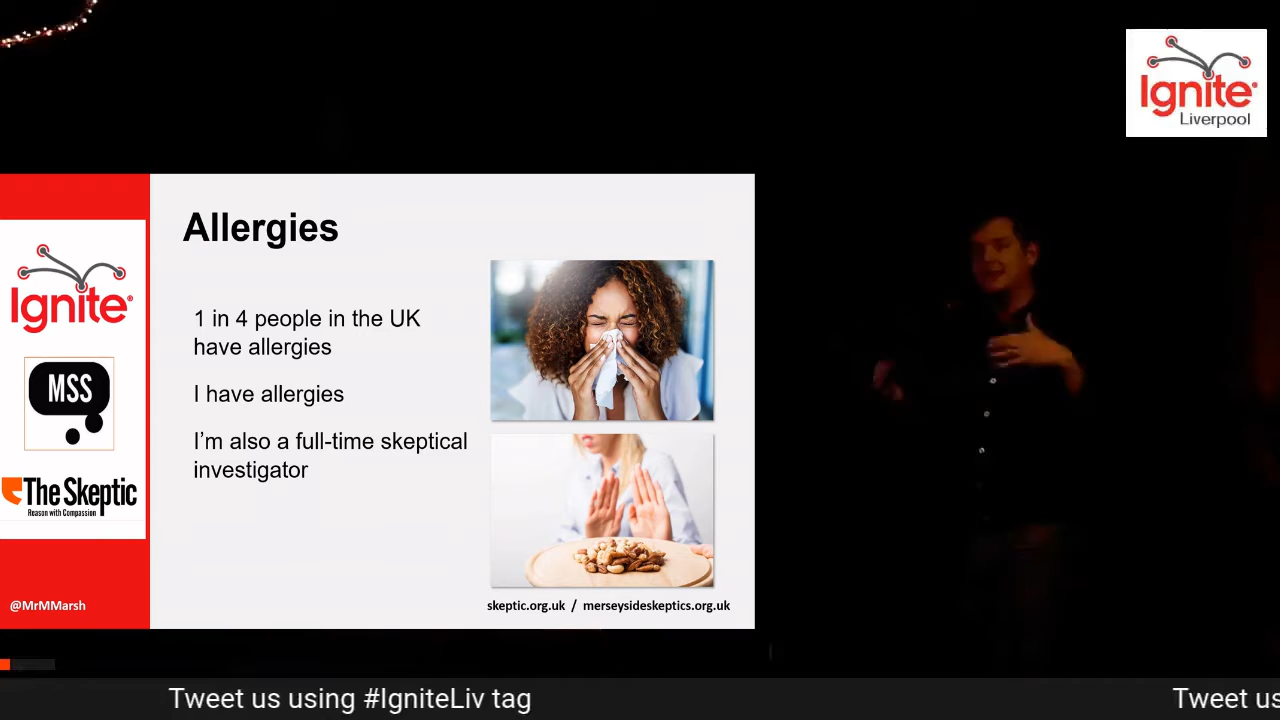 Ignite
Liverpool
Allergies
1 in 4 people in the UK
have allergies
I have allergies
I'm also a full-time skeptical
investigator
Ignite
MSS
The Skeptic
Reason with Compassion
@MrMMarsh
skeptic.org.uk / merseysideskeptics.org.uk
Tweet us using #IgniteLiv tag
Tweet us